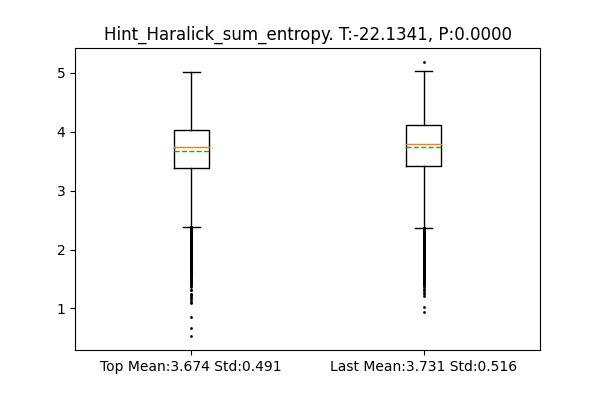 Hint_Haralick_sum_entropy. T:-22.1341, P:0.0000
5
4
3
2
1
Top Mean:3.674 Std:0.491 Last Mean:3.731 Std:0.516